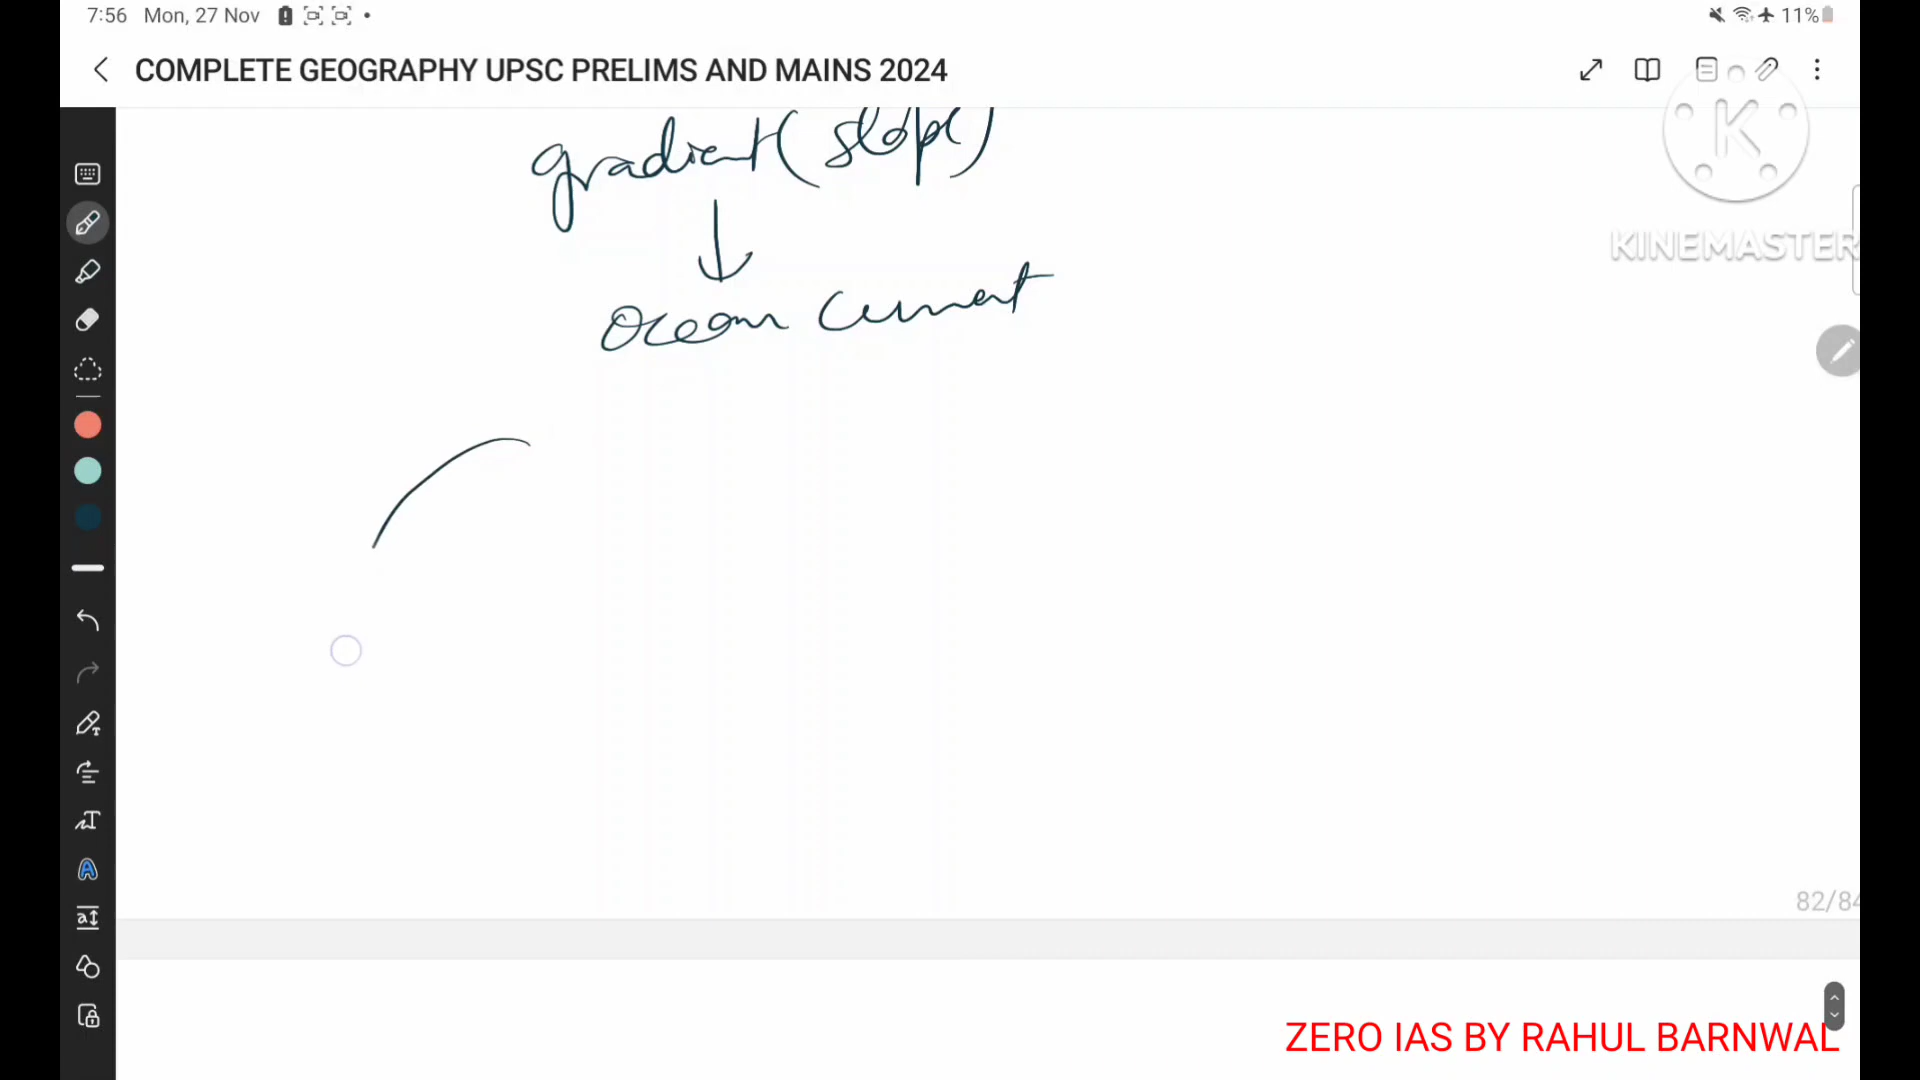 7:56 Mon, 27 Nov
11%
COMPLETE GEOGRAPHY UPSC PRELIMS AND MAINS 2024
gradient (slope)
K
KINEMASTER
Ocean Current
82/84
ZERO IAS BY RAHUL BARNWAL